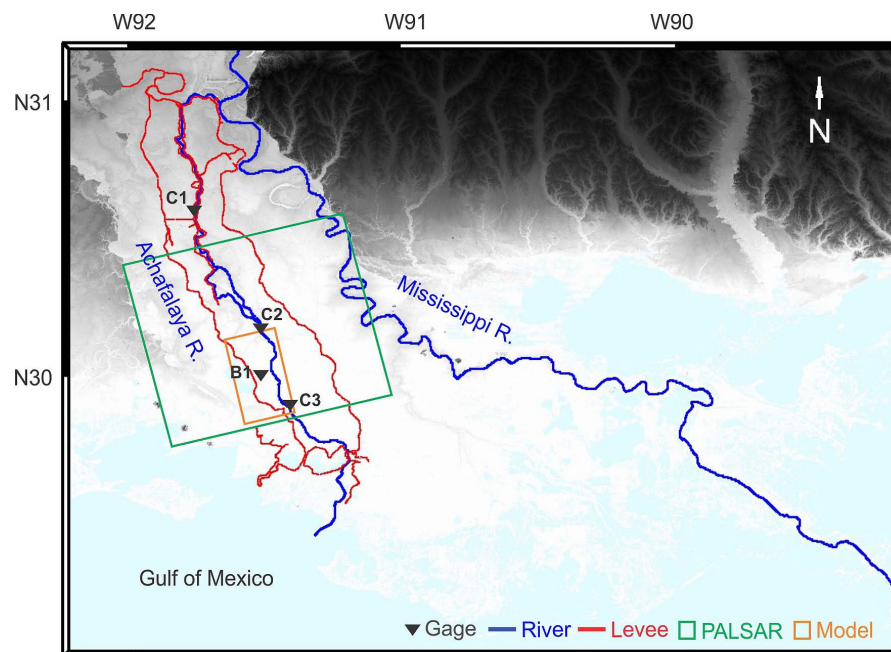 W92 W91 W90
N31
N
C1
Achafalaya R.
Mississippi R.
C2
N30
B1
C3
Gulf of Mexico
Gage River Levee PALSAR Model